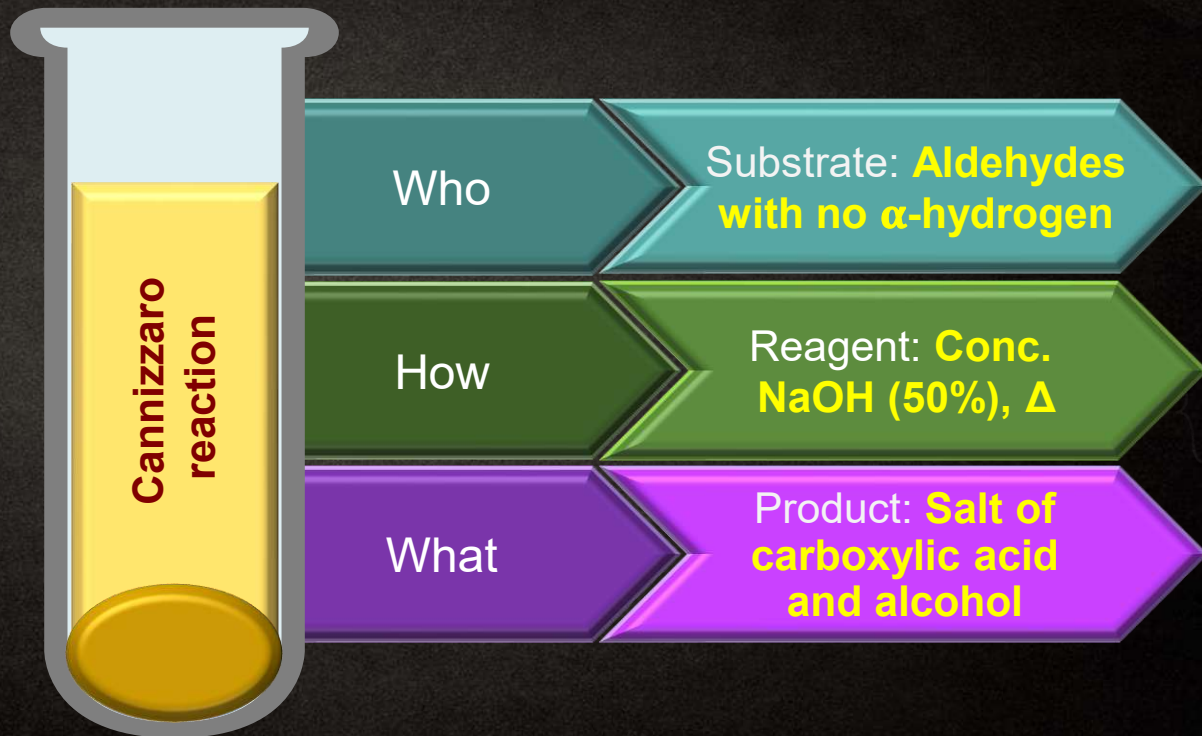 Cannizzaro
reaction
Who
Substrate: Aldehydes
with no α-hydrogen
How
Reagent: Conc.
NaOH (50%), Δ
What
Product: Salt of
carboxylic acid
and alcohol